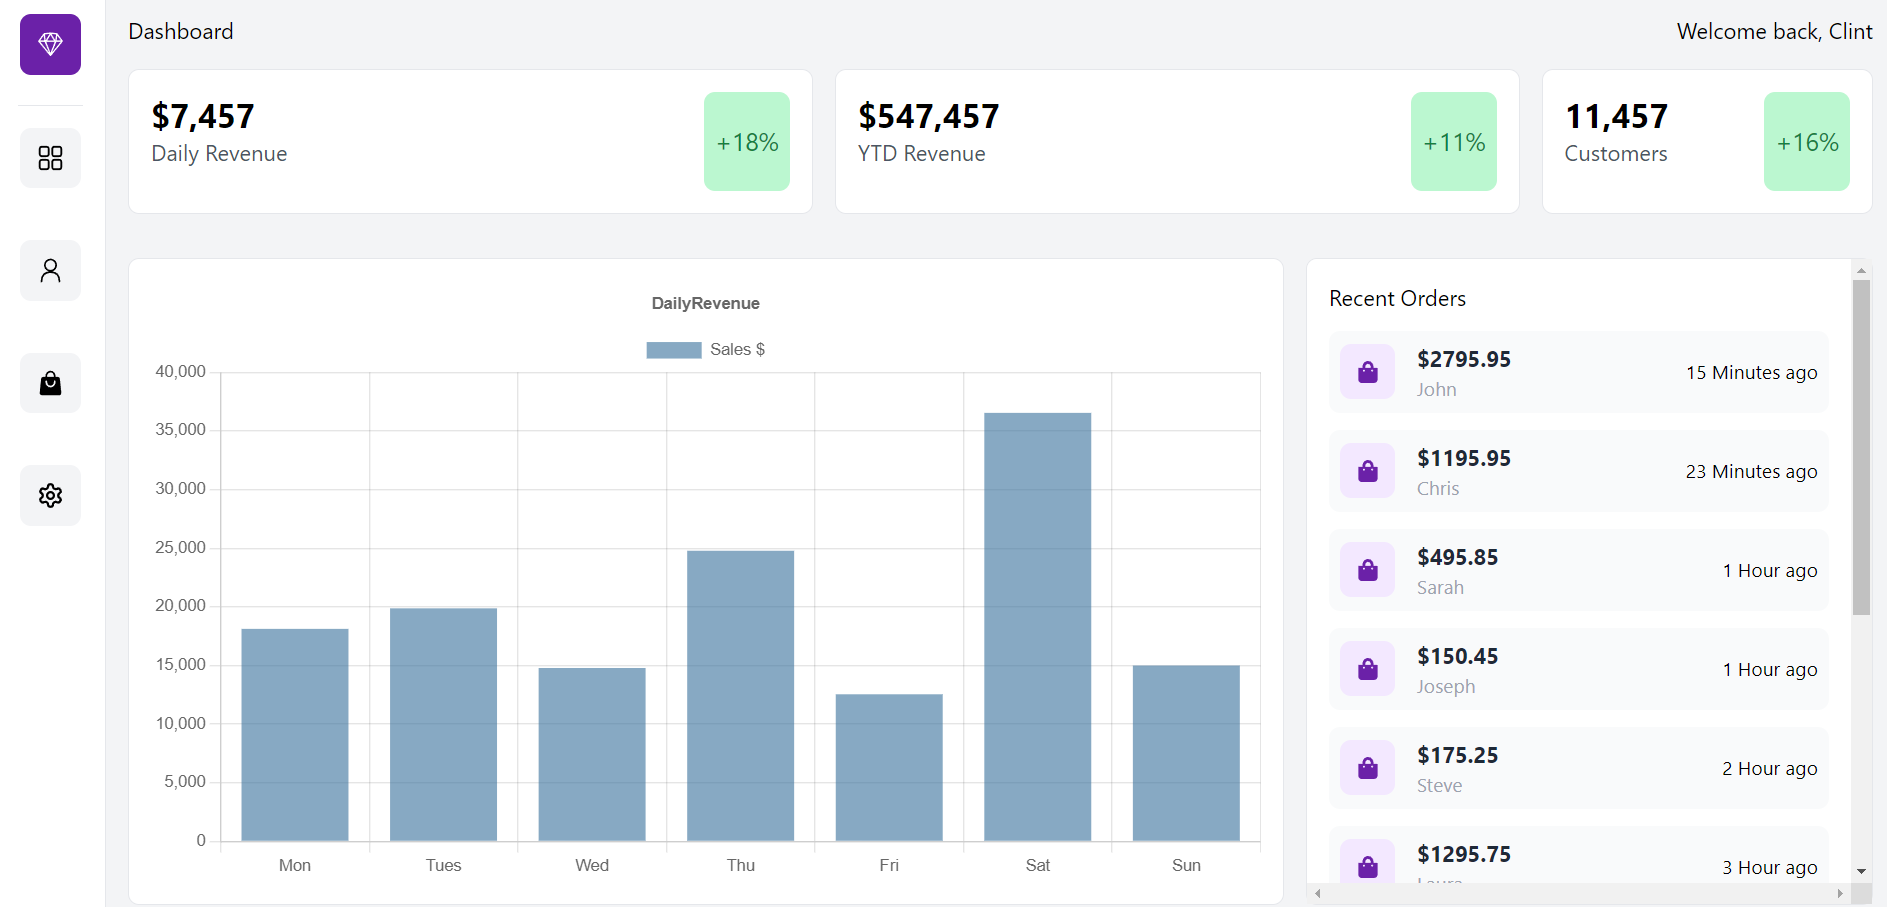 Dashboard
Welcome back, Clint
$7,457
Daily Revenue
+18%
$547,457
YTD Revenue
+11%
11,457
Customers
+16%
DailyRevenue
Sales $
40,000
35,000
30,000
25,000
20,000
15,000
10,000
5,000
0
Mon Tues Wed Thu Fri Sat Sun
Recent Orders
$2795.95
John
15 Minutes ago
$1195.95
Chris
23 Minutes ago
$495.85
Sarah
1 Hour ago
$150.45
Joseph
1 Hour ago
$175.25
Steve
2 Hour ago
$1295.75
3 Hour ago